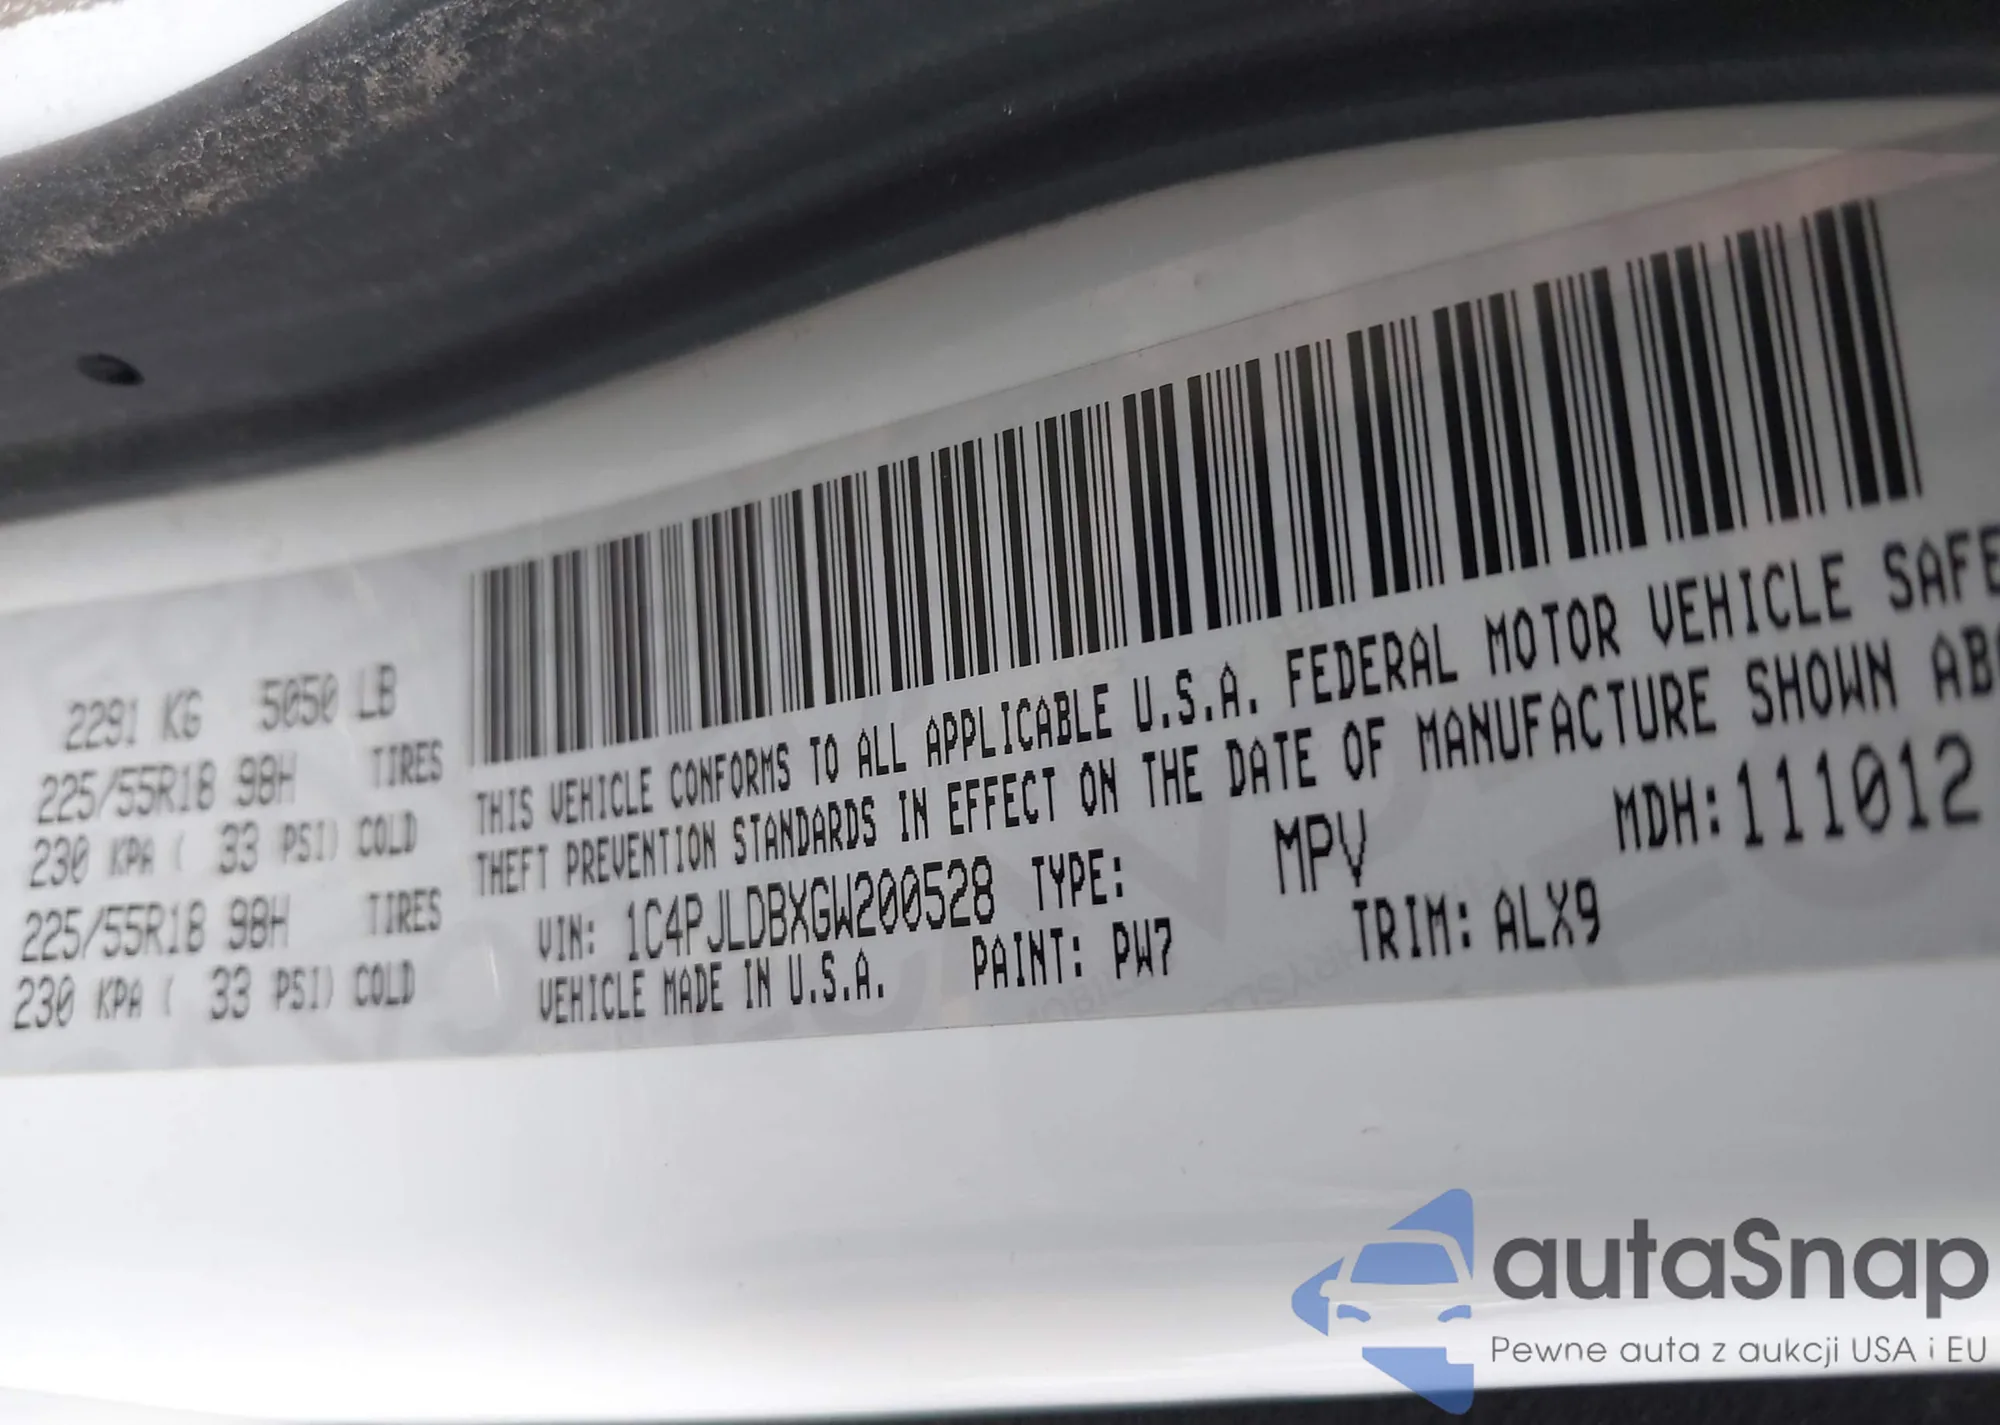 2291 KG 5050 LB
225/55R18 98H TIRES
230 KPA ( 33 PSI) COLD
225/55R18 98H TIRES
230 KPA ( 33 PSI) COLD
THIS VEHICLE CONFORMS TO ALL APPLICABLE U.S.A. FEDERAL MOTOR VEHICLE SAFE
THEFT PREVENTION STANDARDS IN EFFECT ON THE DATE OF MANUFACTURE SHOWN AB
VIN: 1C4PJLDBXGW200528 TYPE: MPV MDH:111012
VEHICLE MADE IN U.S.A. PAINT: PW7 TRIM: ALX9
autaSnap
Pewne auta z aukcji USA i EU